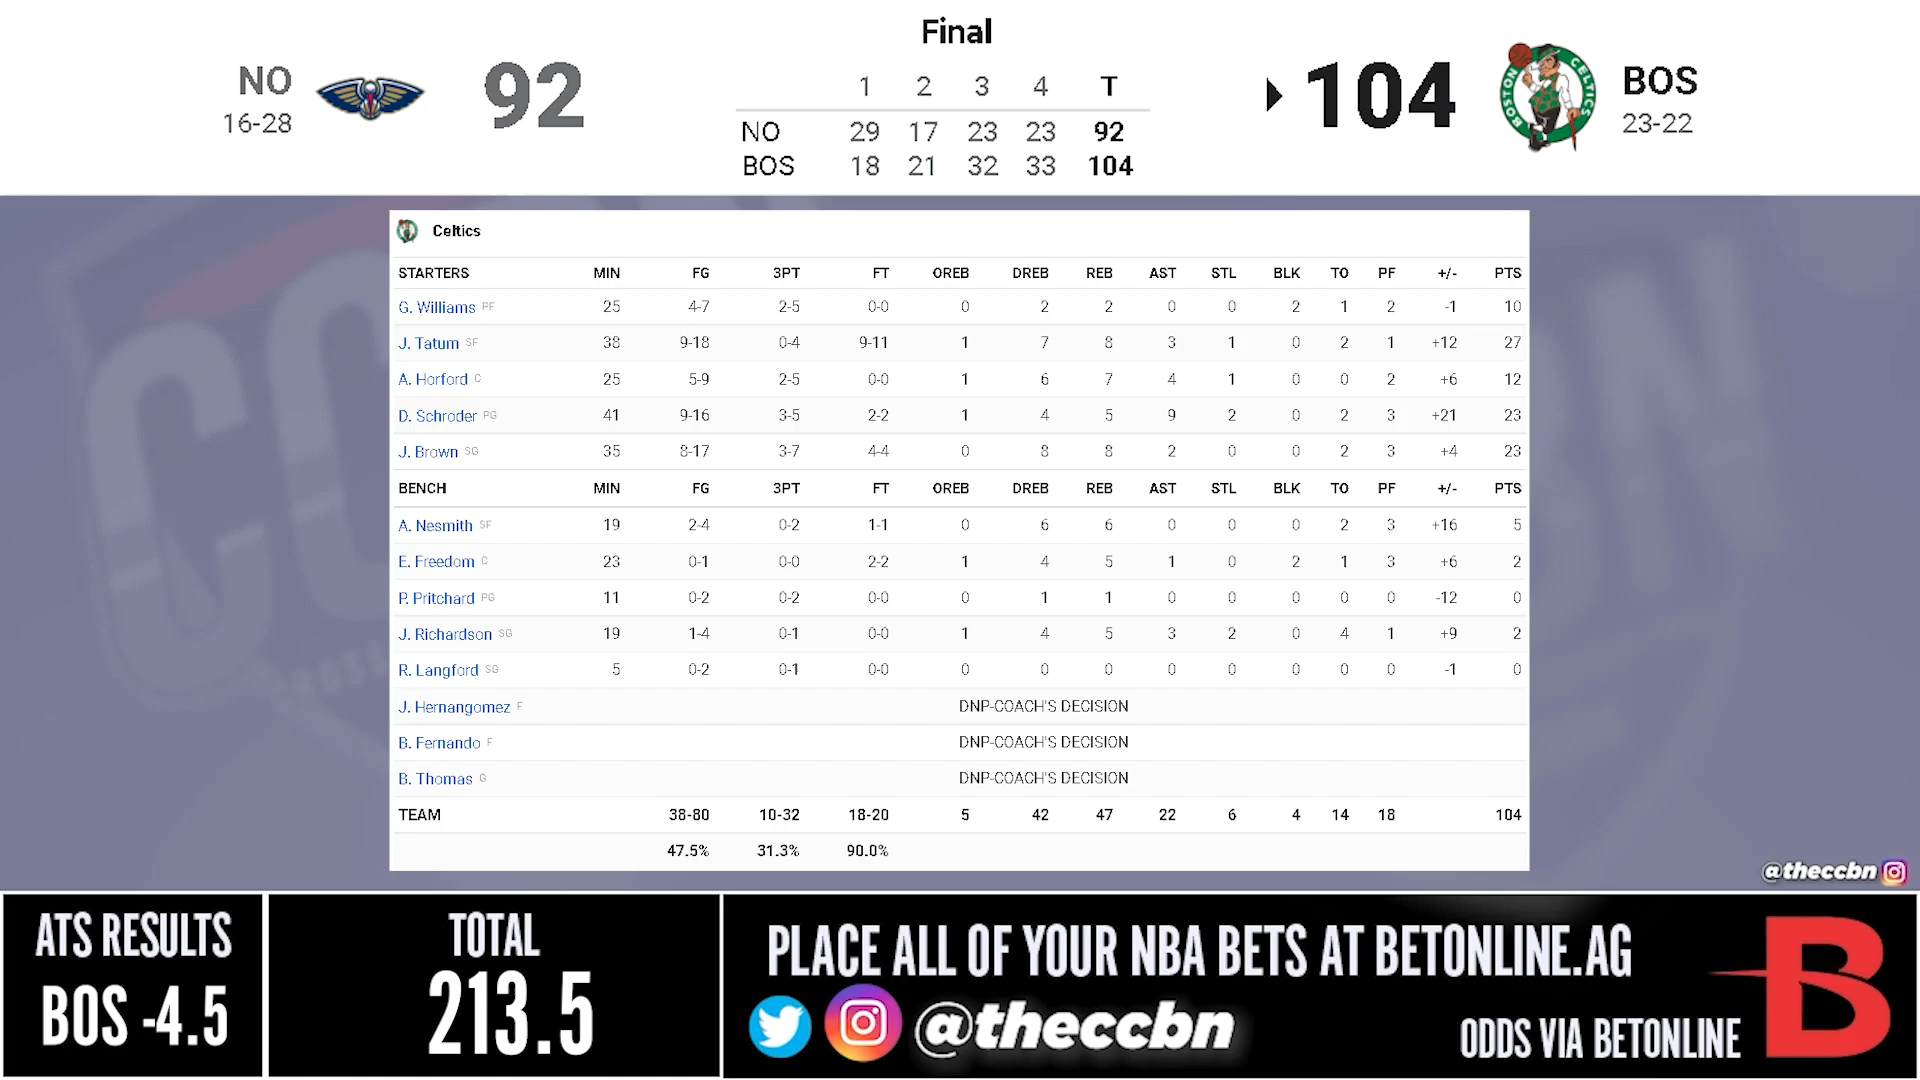 Final
NO 92 104 BOS
16-28 23-22
1 2 3 4 T
NO 29 17 23 23 92
BOS 18 21 32 33 104
BOSTON CELTICS
Celtics
STARTERS MIN FG 3PT FT OREB DREB REB AST STL BLK TO PF +/- PTS
G. Williams PF 25 4-7 2-5 0-0 0 2 2 0 0 2 1 2 -1 10
J. Tatum SF 38 9-18 0-4 9-11 1 7 8 3 1 0 2 1 +12 27
A. Horford C 25 5-9 2-5 0-0 1 6 7 4 1 0 0 2 +6 12
D. Schroder PG 41 9-16 3-5 2-2 1 4 5 9 2 0 2 3 +21 23
J. Brown SG 35 8-17 3-7 4-4 0 8 8 2 0 0 2 3 +4 23
BENCH MIN FG 3PT FT OREB DREB REB AST STL BLK TO PF +/- PTS
A. Nesmith SF 19 2-4 0-2 1-1 0 6 6 0 0 0 2 3 +16 5
E. Freedom C 23 0-1 0-0 2-2 1 4 5 1 0 2 1 3 +6 2
P. Pritchard PG 11 0-2 0-2 0-0 0 1 1 0 0 0 0 0 -12 0
J. Richardson SG 19 1-4 0-1 0-0 1 4 5 3 2 0 4 1 +9 2
R. Langford SG 5 0-2 0-1 0-0 0 0 0 0 0 0 0 0 -1 0
J. Hernangomez F DNP-COACH'S DECISION
B. Fernando F DNP-COACH'S DECISION
B. Thomas G DNP-COACH'S DECISION
TEAM 38-80 10-32 18-20 5 42 47 22 6 4 14 18 104
47.5% 31.3% 90.0%
@theccbn
ATS RESULTS
BOS -4.5
TOTAL
213.5
PLACE ALL OF YOUR NBA BETS AT BETONLINE.AG
@theccbn
ODDS VIA BETONLINE
B